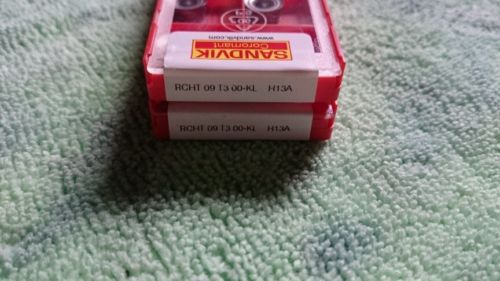 www.sandvik.com
SANDVIK
Coromant
RCHT 09 T3 00-KL H13A
RCHT 09 T3 00-KL H13A